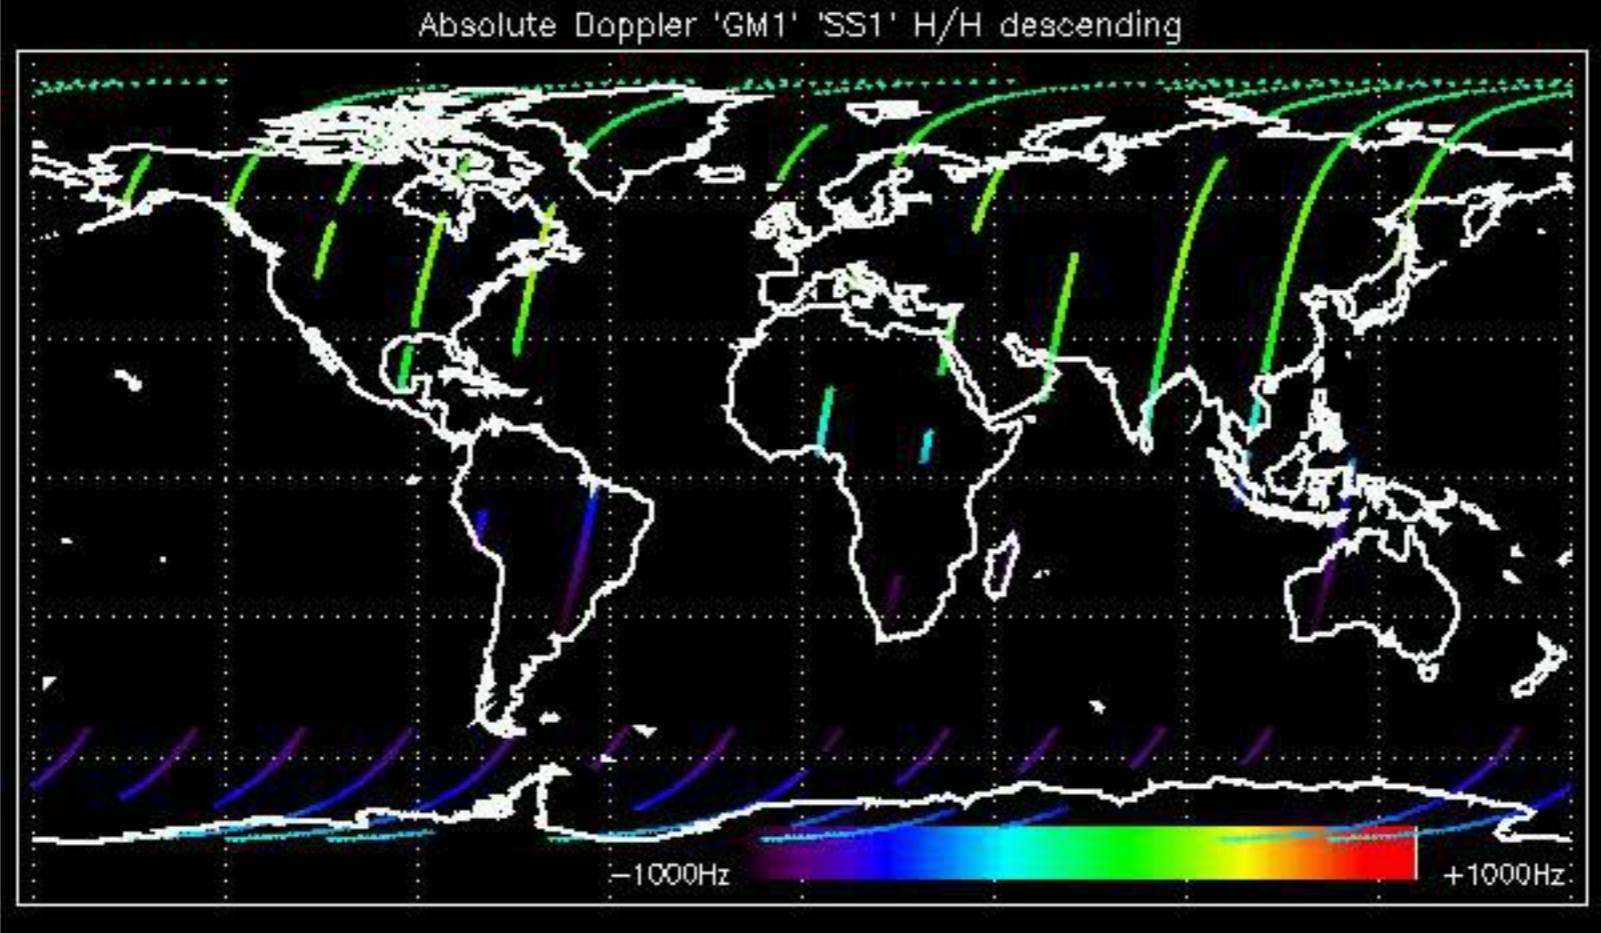 Absolute Doppler 'GM1' 'SS1' H/H descending
−1000Hz +1000Hz